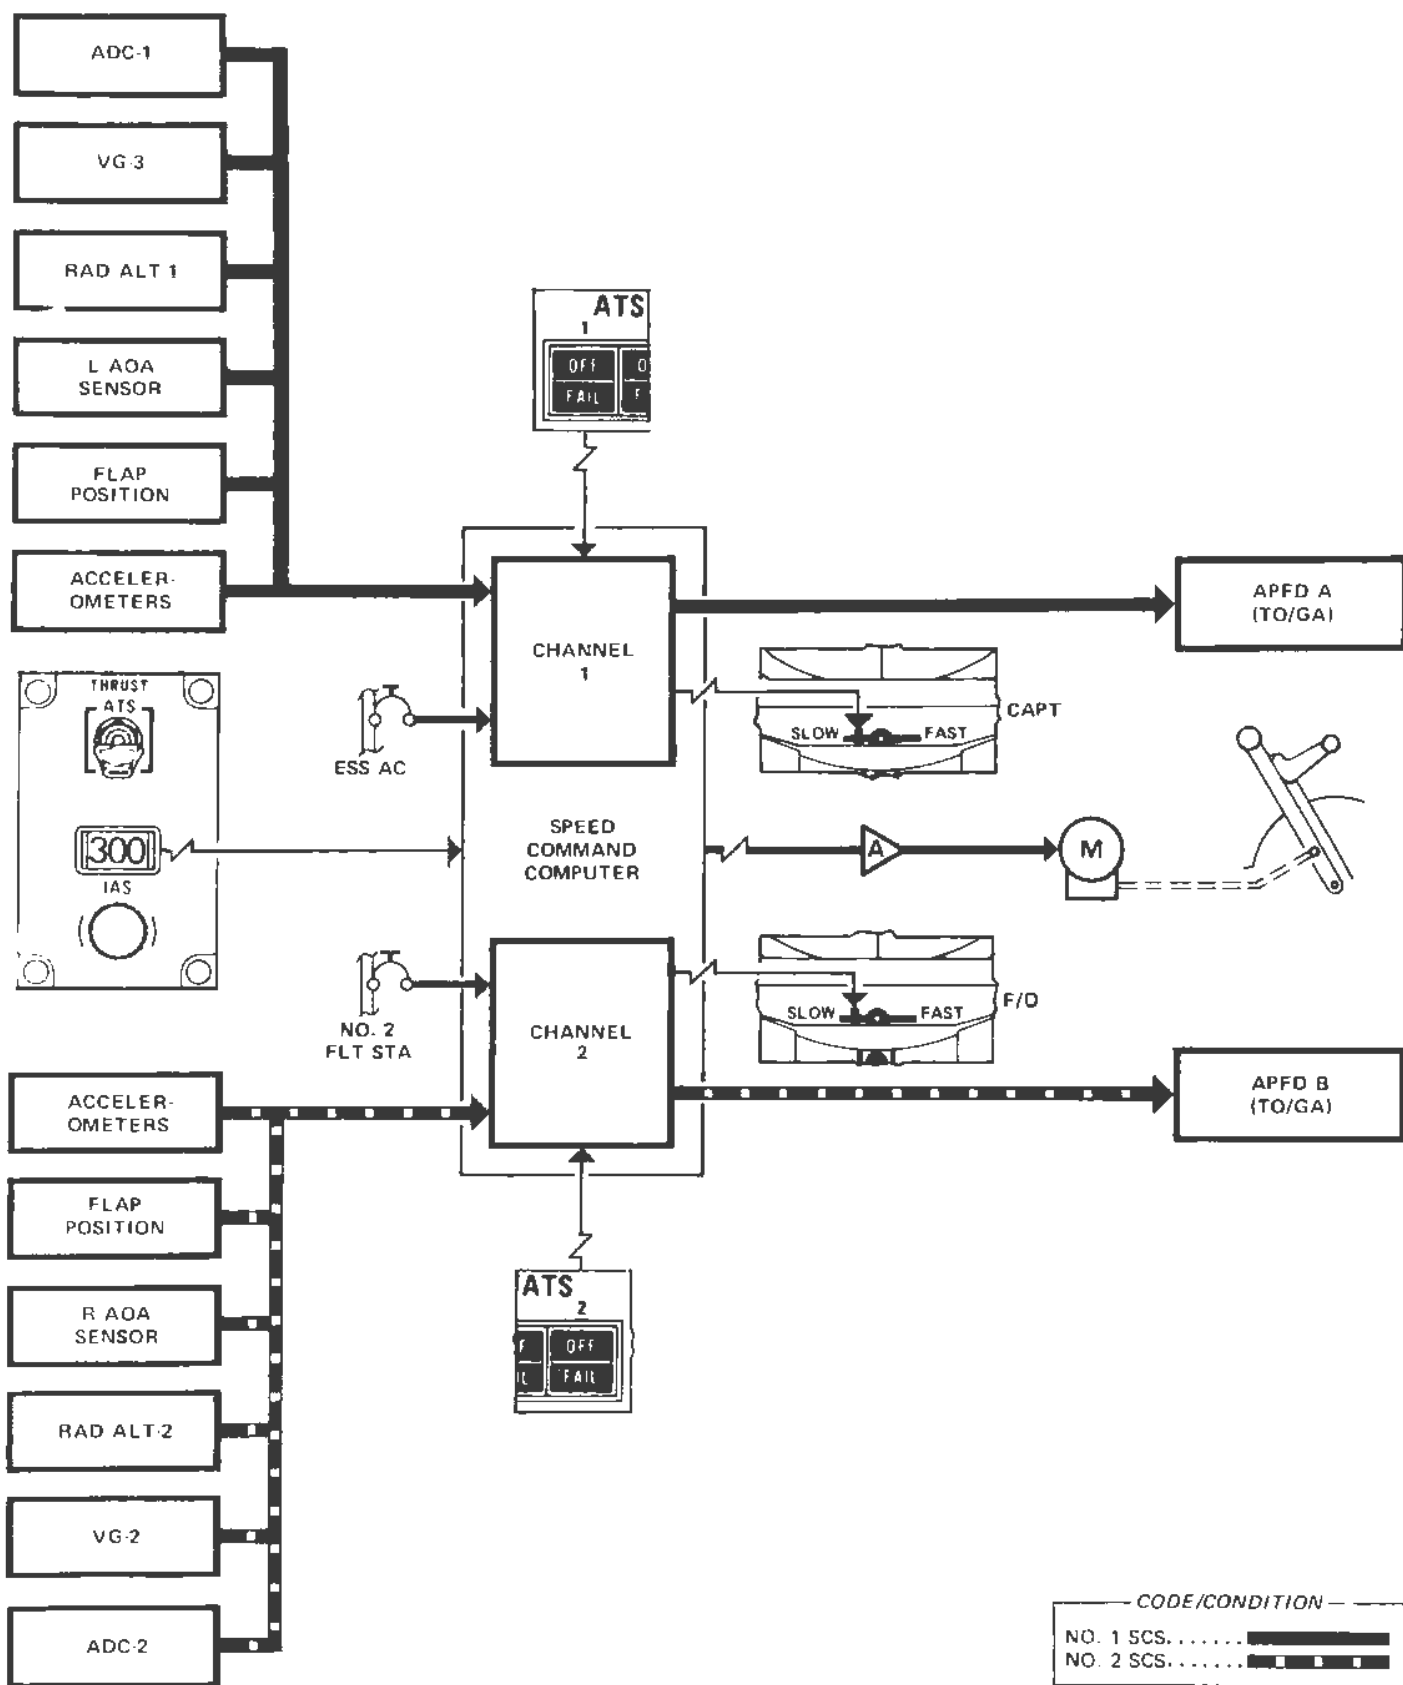 ADC-1
VG-3
RAD ALT 1
L AOA
SENSOR
FLAP
POSITION
ACCELER-
OMETERS
THRUST
ATS
300
IAS
ATS
1
OFF
FAIL
ESS AC
CHANNEL
1
SPEED
COMMAND
COMPUTER
NO. 2
FLT STA
CHANNEL
2
APFD A
(TO/GA)
SLOW
FAST
CAPT
A
M
SLOW
FAST
F/O
APFD B
(TO/GA)
ACCELER-
OMETERS
FLAP
POSITION
R AOA
SENSOR
RAD ALT-2
VG-2
ADC-2
ATS
2
OFF
FAIL
CODE/CONDITION
NO. 1 SCS.......
NO. 2 SCS.......